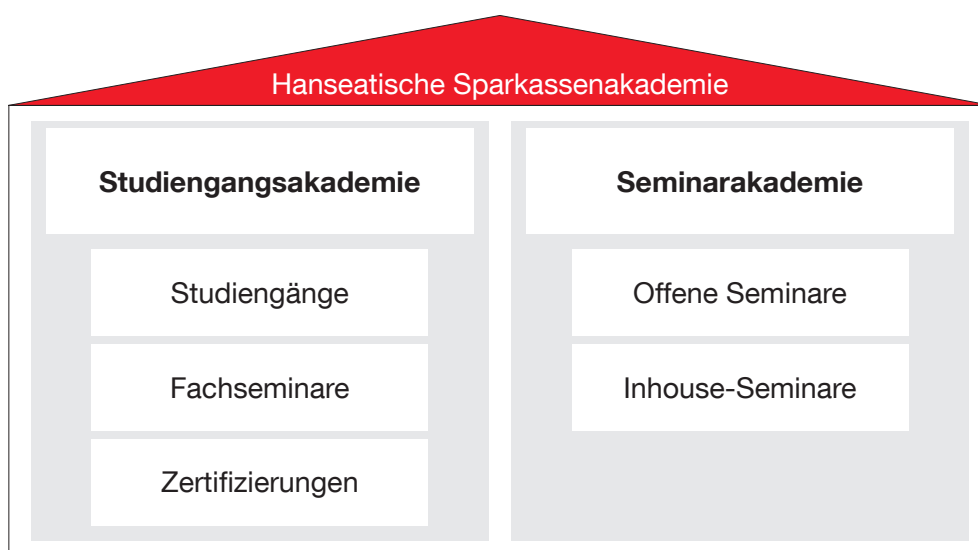 Hanseatische Sparkassenakademie
Studiengangsakademie
Studiengänge
Fachseminare
Zertifizierungen
Seminarakademie
Offene Seminare
Inhouse-Seminare